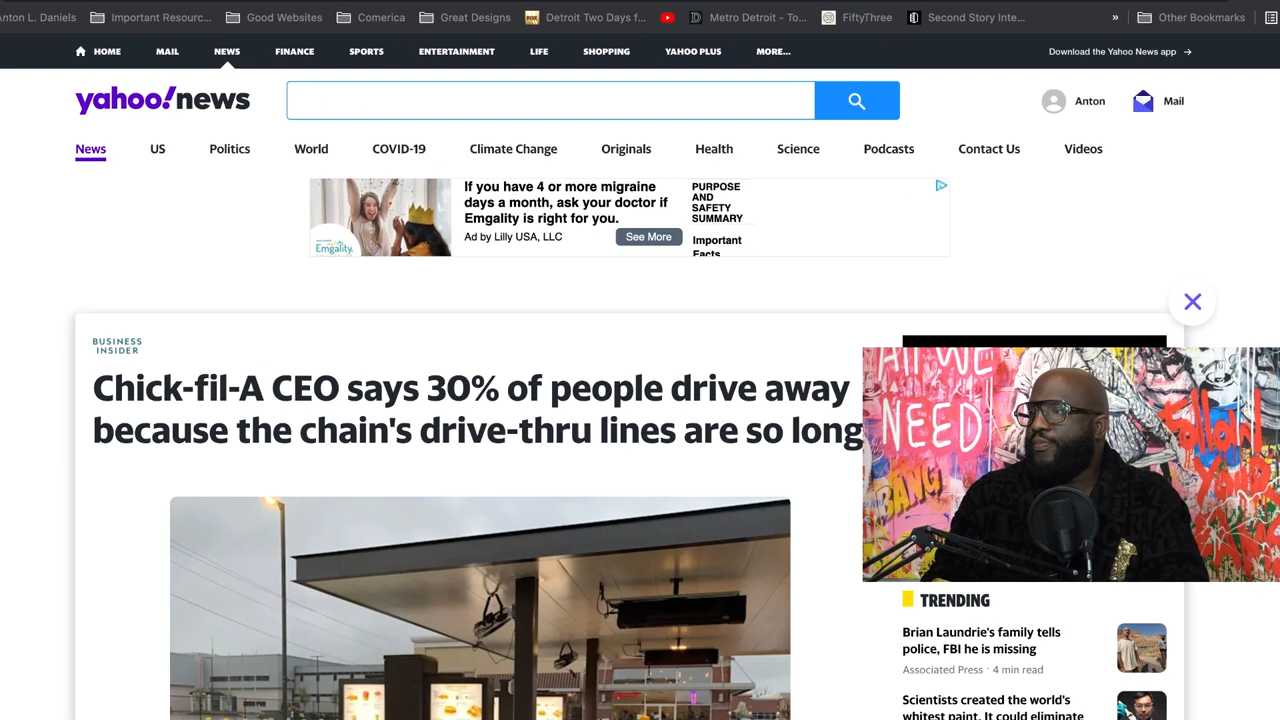 Anton L. Daniels
Important Resourc...
Good Websites
Comerica
Great Designs
Detroit Two Days f...
Metro Detroit - To...
FiftyThree
Second Story Inte...
»
Other Bookmarks
HOME
MAIL
NEWS
FINANCE
SPORTS
ENTERTAINMENT
LIFE
SHOPPING
YAHOO PLUS
MORE...
Download the Yahoo News app →
yahoo!news
Anton
Mail
News
US
Politics
World
COVID-19
Climate Change
Originals
Health
Science
Podcasts
Contact Us
Videos
If you have 4 or more migraine
days a month, ask your doctor if
Emgality is right for you.
Ad by Lilly USA, LLC
See More
Emgality.
PURPOSE
AND
SAFETY
SUMMARY
Important
Facts
BUSINESS
INSIDER
Chick-fil-A CEO says 30% of people drive away
because the chain's drive-thru lines are so long
WE
NEED
BANG
follow
YOUR
TRENDING
Brian Laundrie's family tells
police, FBI he is missing
Associated Press · 4 min read
Scientists created the world's
whitest paint. It could eliminate